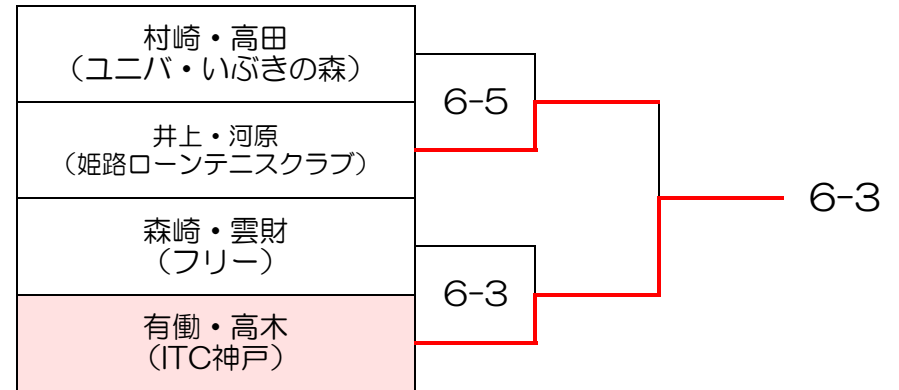 村崎・高田
（ユニバ・いぶきの森）
6-5
井上・河原
（姫路ローンテニスクラブ）
6-3
森崎・雲財
（フリー）
6-3
有働・高木
（ITC神戸）